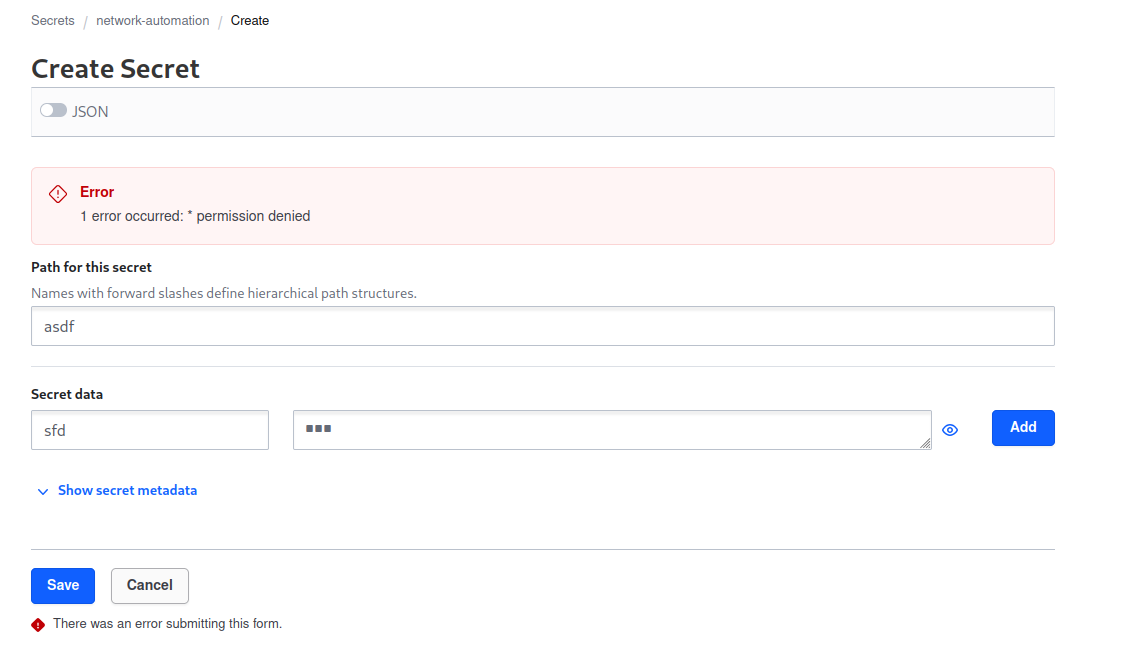 Secrets / network-automation / Create
Create Secret
JSON
Error
1 error occurred: * permission denied
Path for this secret
Names with forward slashes define hierarchical path structures.
asdf
Secret data
sfd
Add
Show secret metadata
Save Cancel
There was an error submitting this form.